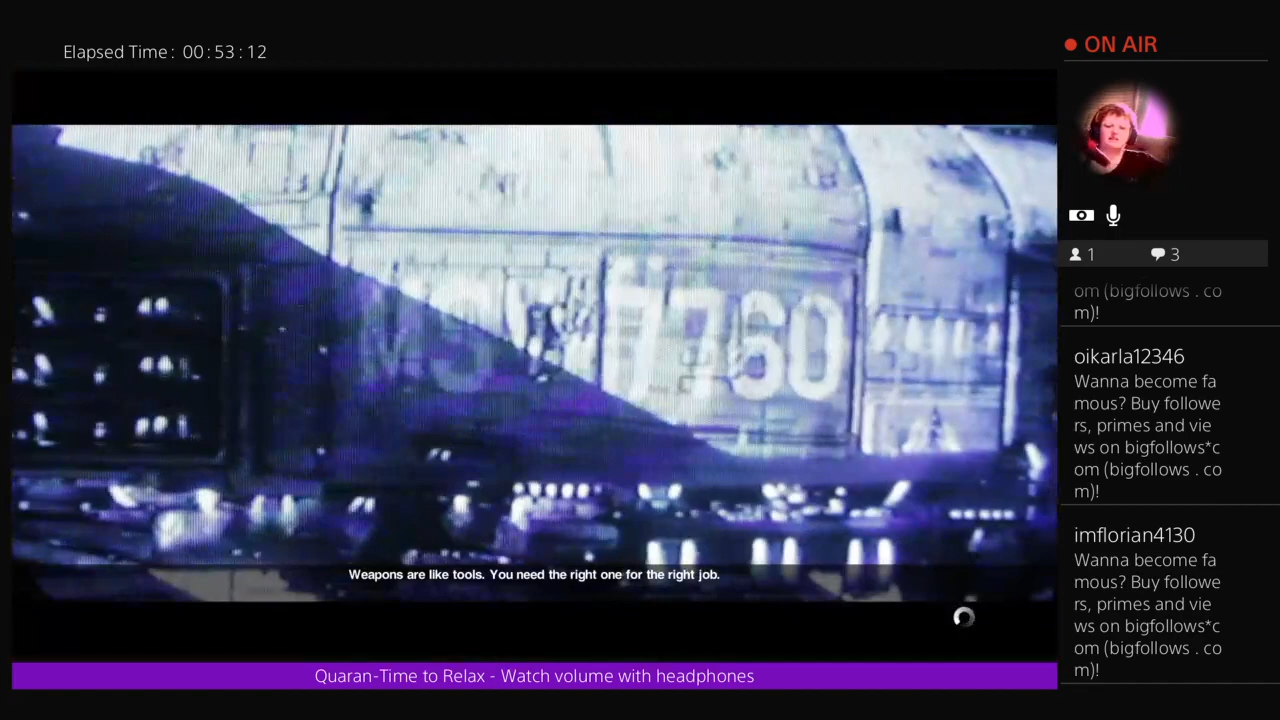 Elapsed Time: 00:53:12
ON AIR
1
3
om (bigfollows . co
m)!
oikarla12346
Wanna become fa
mous? Buy followe
rs, primes and vie
ws on bigfollows*c
om (bigfollows . co
m)!
imflorian4130
Wanna become fa
mous? Buy followe
rs, primes and vie
ws on bigfollows*c
om (bigfollows . co
m)!
7760
Weapons are like tools. You need the right one for the right job.
Quaran-Time to Relax - Watch volume with headphones